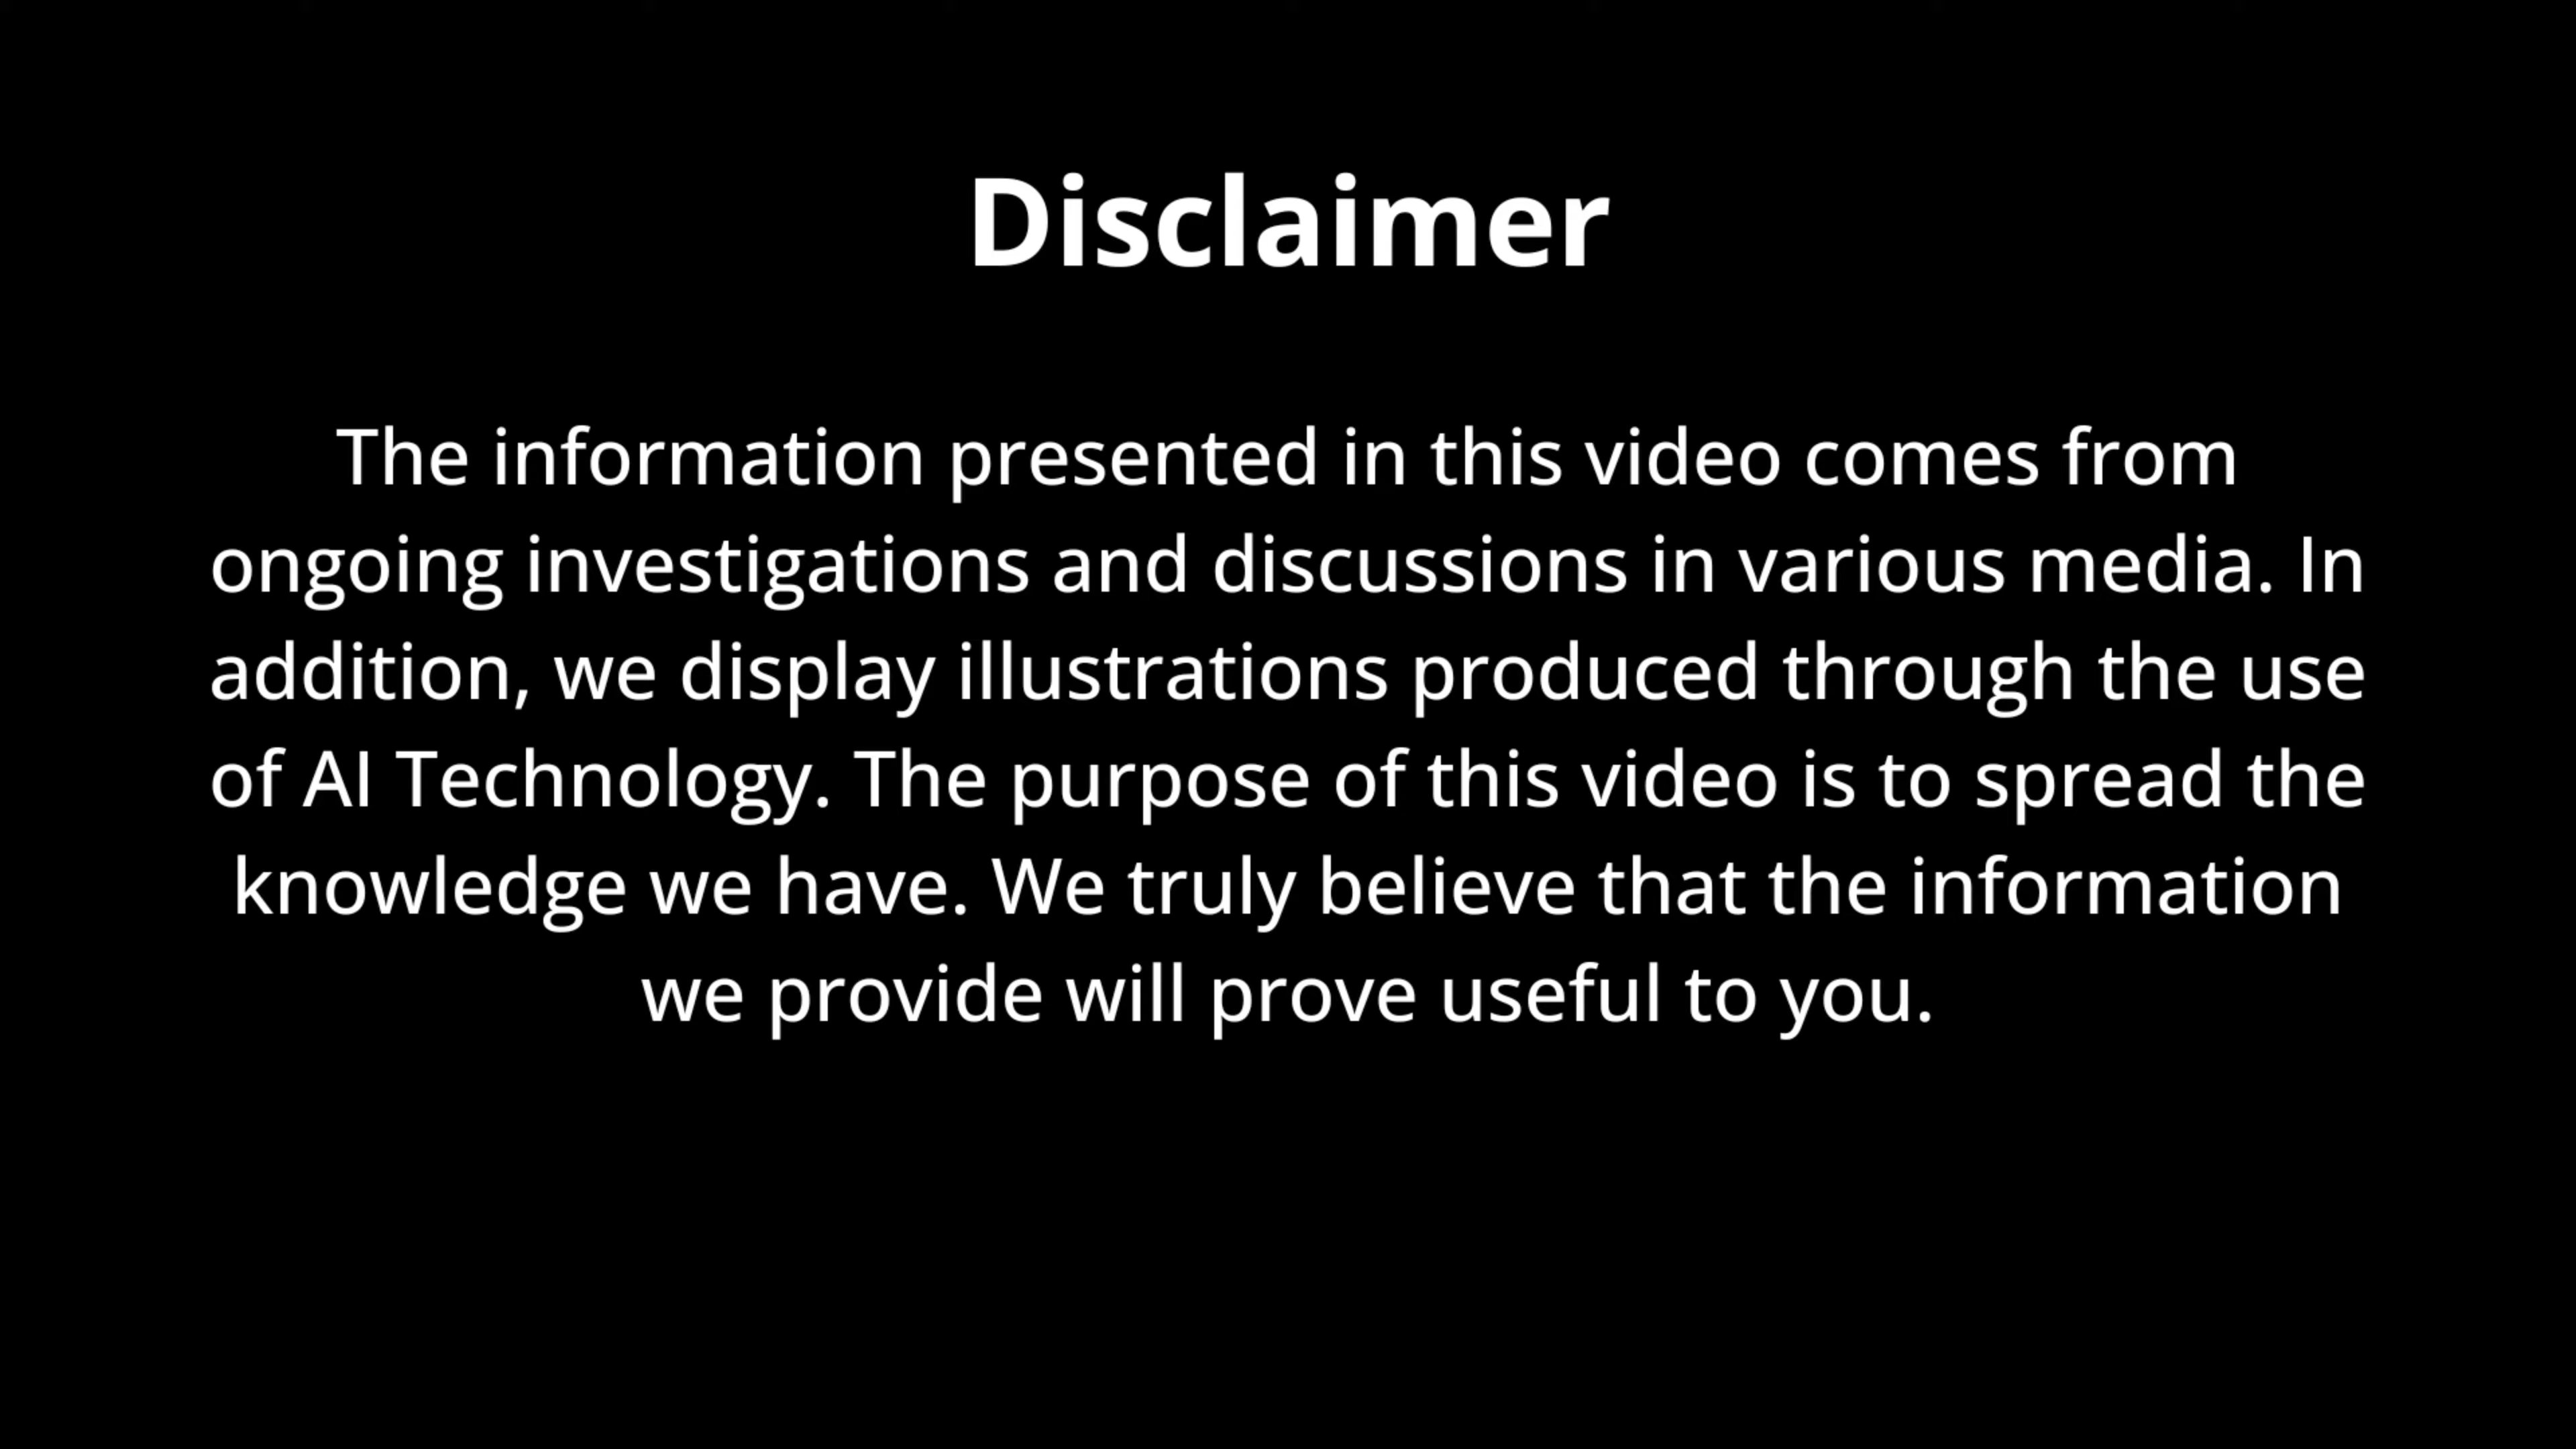 Disclaimer
The information presented in this video comes from
ongoing investigations and discussions in various media. In
addition, we display illustrations produced through the use
of AI Technology. The purpose of this video is to spread the
knowledge we have. We truly believe that the information
we provide will prove useful to you.